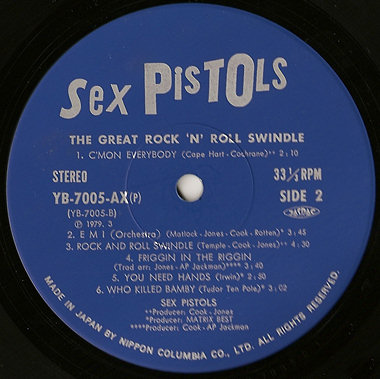 Sex PISTOLS
THE GREAT ROCK 'N' ROLL SWINDLE
1. C'MON EVERYBODY (Cape Hart - Cochrane)** 2 : 10
STEREO
33⅓ RPM
YB-7005-AX(P)
SIDE 2
(YB-7005-B)
℗ 1979. 3
JASRAC
2. E M I (Orchestra) (Matlock - Jones - Cook - Rotten)* 3 : 45
3. ROCK AND ROLL SWINDLE (Temple - Cook - Jones)* 4 : 30
4. FRIGGIN IN THE RIGGIN
(Trad arr: Jones - AP Jackman)**** 3 : 40
5. YOU NEED HANDS (Irwin)* 2 : 50
6. WHO KILLED BAMBY (Tudor Ten Pole)* 3 : 02
SEX PISTOLS
**Producer: Cook - Jones
*Producer: MATRIX BEST
****Producer: Cook - AP Jackman
MADE IN JAPAN BY NIPPON COLUMBIA CO., LTD. ALL RIGHTS RESERVED.